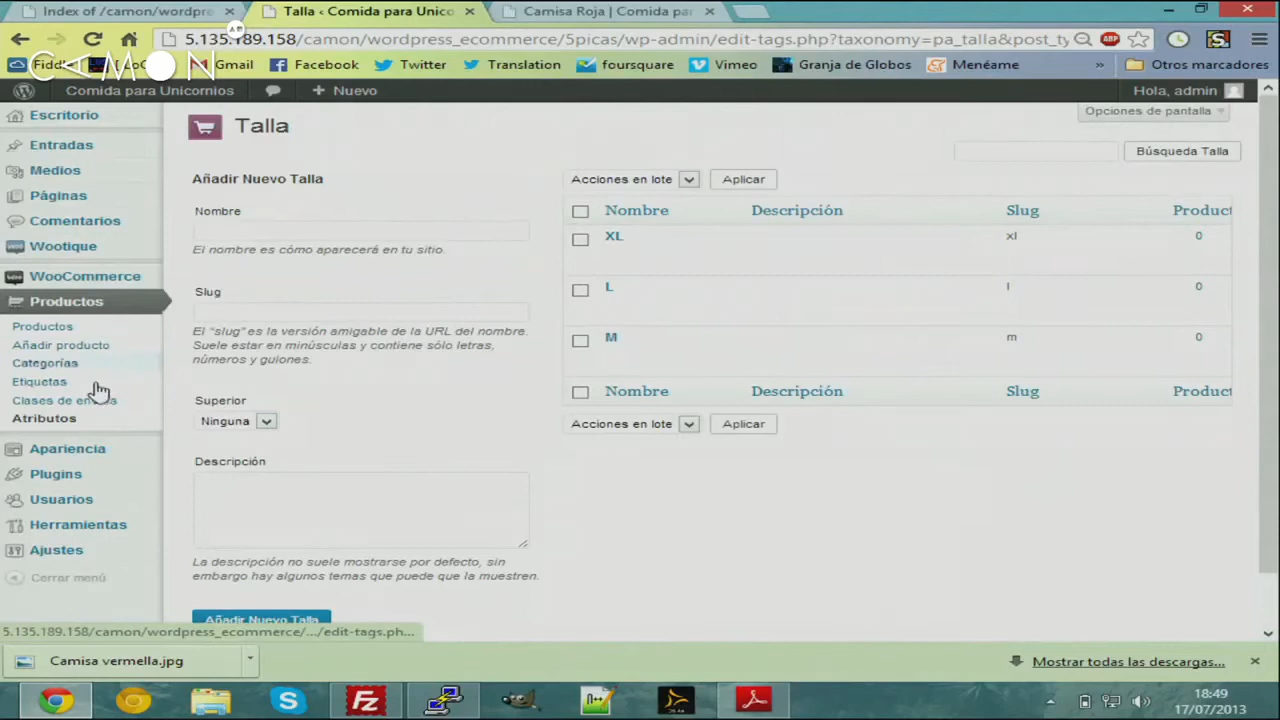 Index of /camon/wordpre
Talla ‹ Comida para Unico
Camisa Roja | Comida par
5.135.189.158/camon/wordpress_ecommerce/5picas/wp-admin/edit-tags.php?taxonomy=pa_talla&post_ty
CAMON
Gmail
Facebook
Twitter
Translation
foursquare
Vimeo
Granja de Globos
Menéame
»
Otros marcadores
Comida para Unicornios
+ Nuevo
Hola, admin
Escritorio
Entradas
Medios
Páginas
Comentarios
Wootique
WooCommerce
Productos
Productos
Añadir producto
Categorías
Etiquetas
Clases de envíos
Atributos
Apariencia
Plugins
Usuarios
Herramientas
Ajustes
Cerrar menú
Talla
Opciones de pantalla
Búsqueda Talla
Añadir Nuevo Talla
Nombre
El nombre es cómo aparecerá en tu sitio.
Slug
El “slug” es la versión amigable de la URL del nombre.
Suele estar en minúsculas y contiene sólo letras,
números y guiones.
Superior
Ninguna
Descripción
La descripción no suele mostrarse por defecto, sin
embargo hay algunos temas que puede que la muestren.
Añadir Nuevo Talla
Acciones en lote
Aplicar
Nombre Descripción Slug Product
XL xl 0
L l 0
M m 0
Nombre Descripción Slug Product
Acciones en lote
Aplicar
5.135.189.158/camon/wordpress_ecommerce/.../edit-tags.ph...
Camisa vermella.jpg
Mostrar todas las descargas...
18:49
17/07/2013